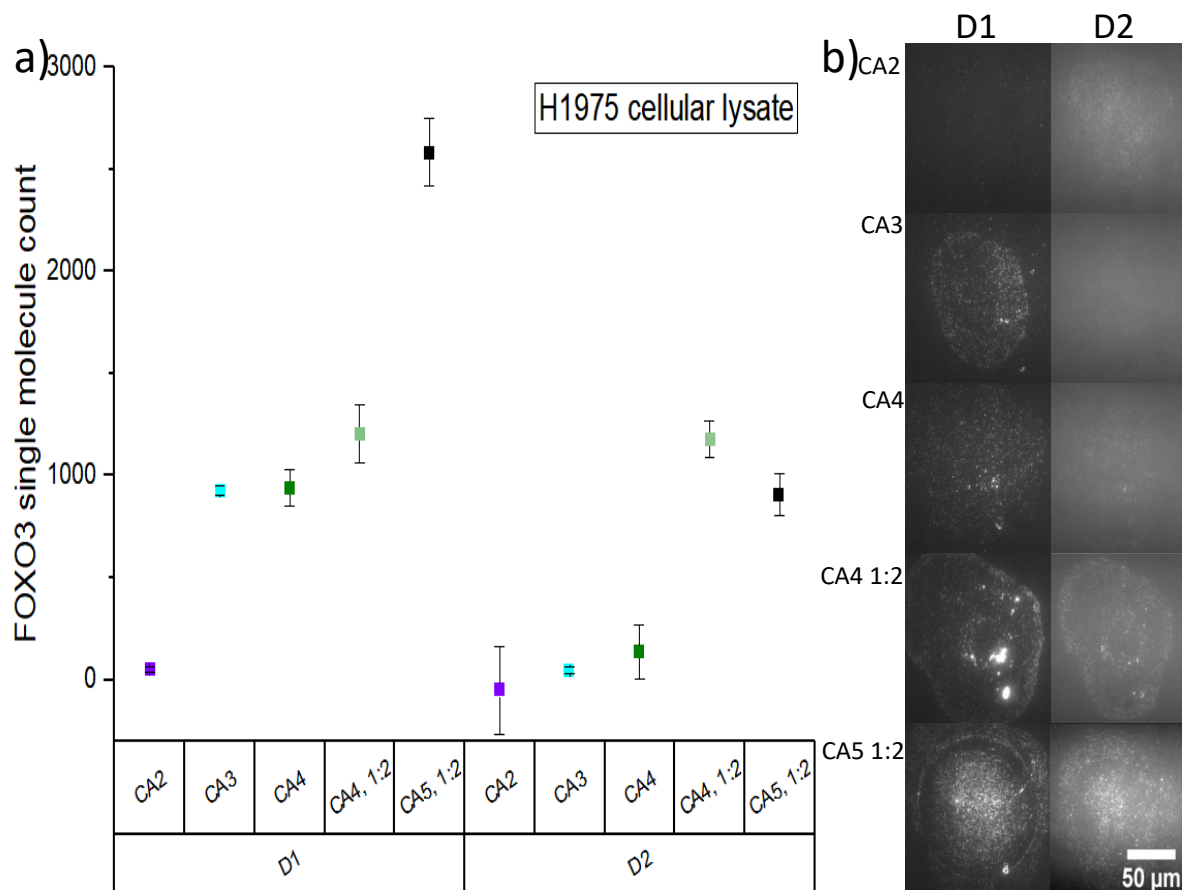 a)
3000
2000
1000
0
FOXO3 single molecule count
H1975 cellular lysate
CA2 CA3 CA4 CA4, 1:2 CA5, 1:2 CA2 CA3 CA4 CA4, 1:2 CA5, 1:2
D1 D2
b)
D1 D2
CA2
CA3
CA4
CA4 1:2
CA5 1:2
50 µm